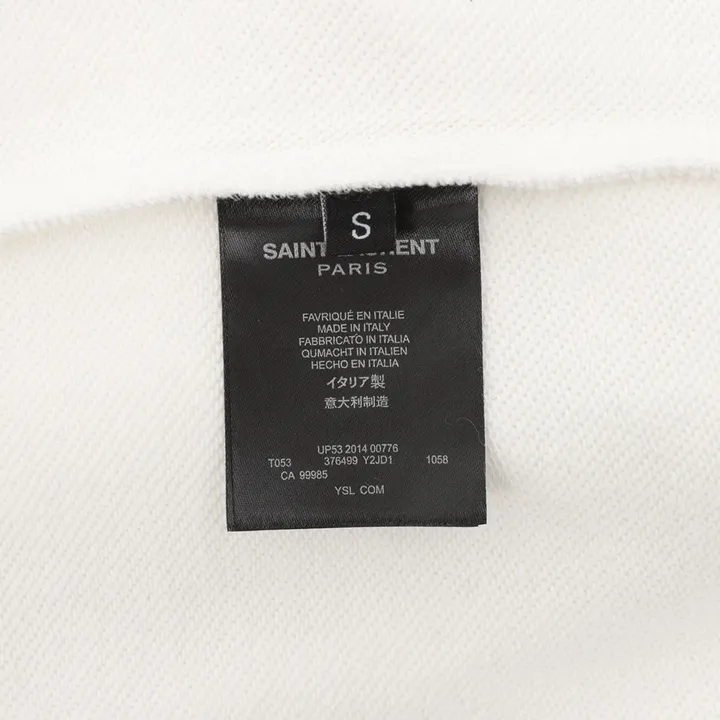 S
SAINT LAURENT
PARIS
FAVRIQUÉ EN ITALIE
MADE IN ITALY
FABBRICATO IN ITALIA
QUMACHT IN ITALIEN
HECHO EN ITALIA
イタリア製
意大利制造
UP53 2014 00776
T053 376499 Y2JD1 1058
CA 99985
YSL COM